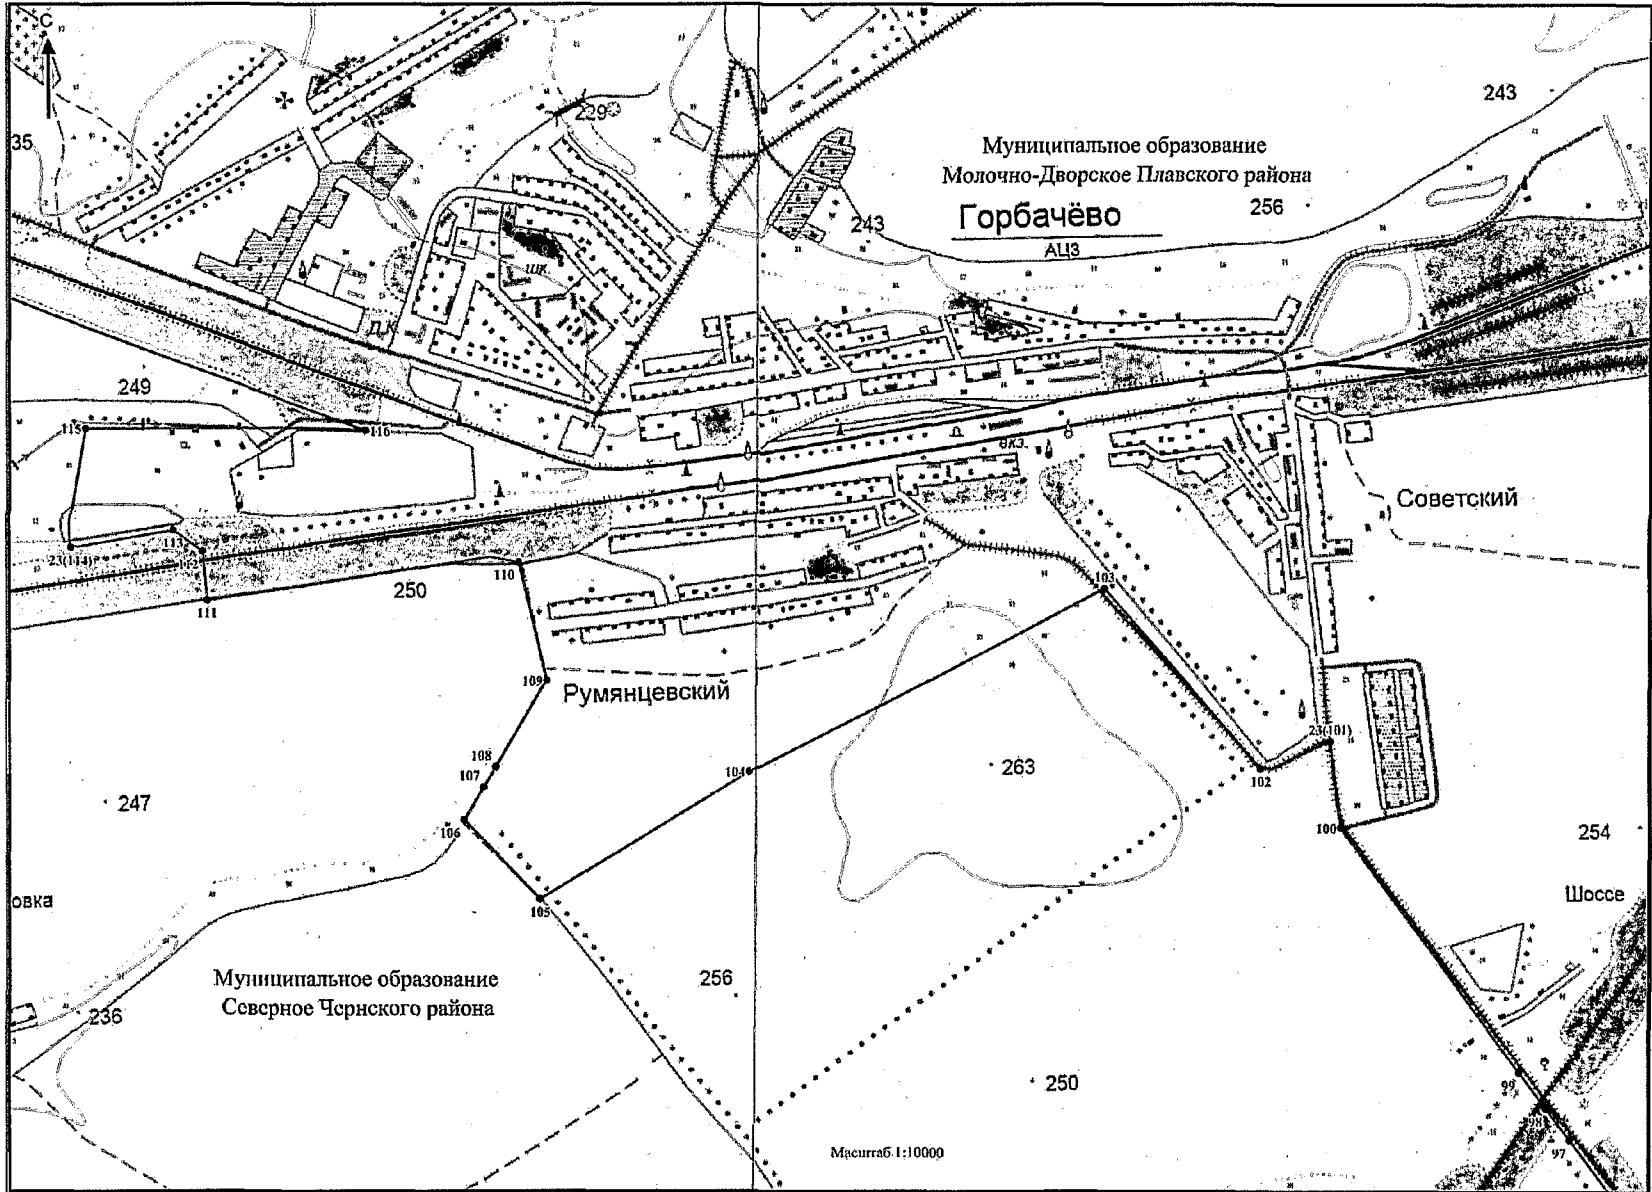 С
35
229
243
Муниципальное образование
Молочно-Дворское Плавского района
Горбачёво
256
243
АЦЗ
шк.
Д.К
249
115
116
вкз.
Советский
113
23(114)
112
110
103
250
111
109
Румянцевский
23(101)
108
104
263
102
107
247
106
100
254
овка
105
Шоссе
Муниципальное образование
Северное Чернского района
256
236
250
99
98
97
Масштаб 1:10000